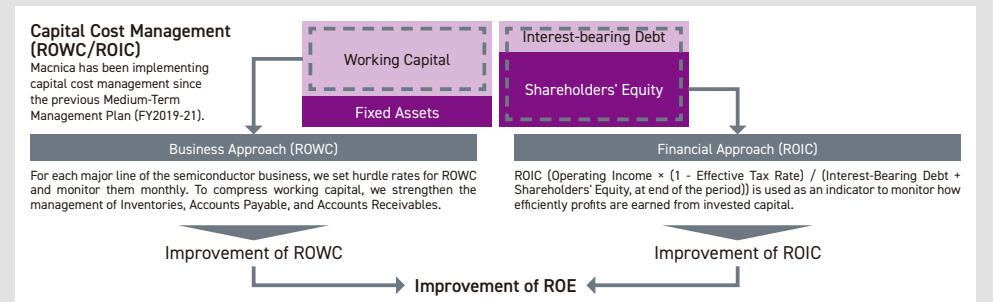 Capital Cost Management
(ROWC/ROIC)
Macnica has been implementing
capital cost management since
the previous Medium-Term
Management Plan (FY2019-21).
Working Capital
Fixed Assets
Interest-bearing Debt
Shareholders' Equity
Business Approach (ROWC)
For each major line of the semiconductor business, we set hurdle rates for ROWC
and monitor them monthly. To compress working capital, we strengthen the
management of Inventories, Accounts Payable, and Accounts Receivables.
Improvement of ROWC
Financial Approach (ROIC)
ROIC (Operating Income × (1 - Effective Tax Rate) / (Interest-Bearing Debt +
Shareholders' Equity, at end of the period)) is used as an indicator to monitor how
efficiently profits are earned from invested capital.
Improvement of ROIC
Improvement of ROE